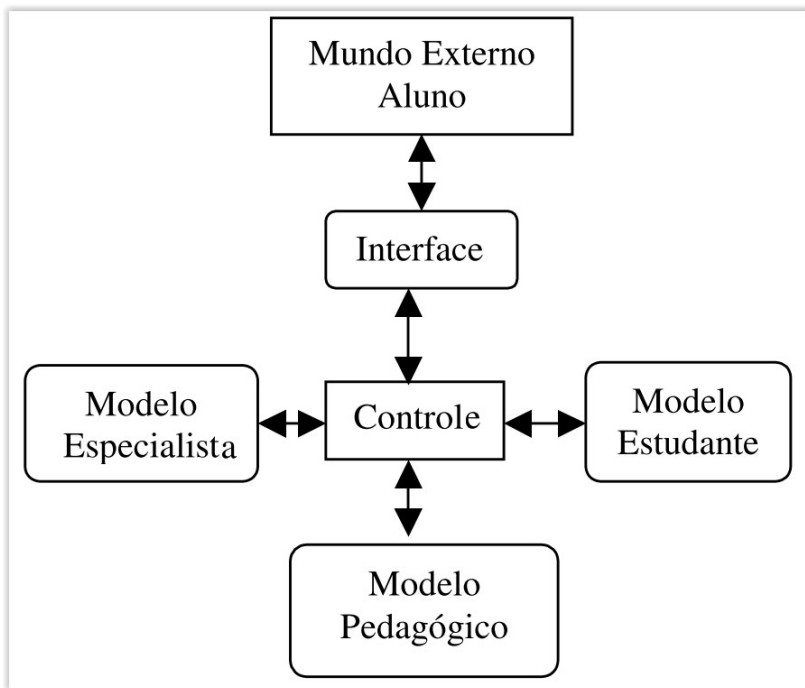 Mundo Externo
Aluno
Interface
Modelo
Especialista
Controle
Modelo
Estudante
Modelo
Pedagógico